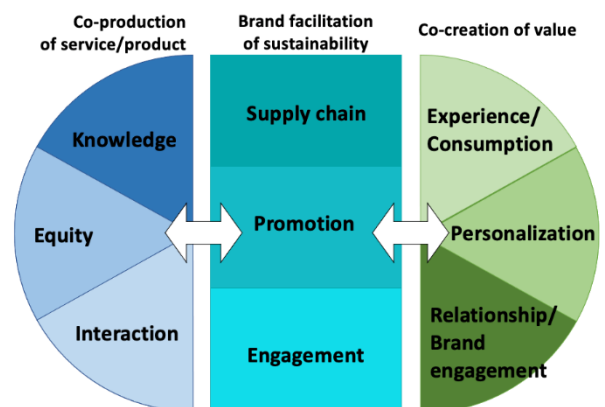 Co-production
of service/product
Brand facilitation
of sustainability
Co-creation of value
Knowledge
Equity
Interaction
Supply chain
Promotion
Engagement
Experience/
Consumption
Personalization
Relationship/
Brand
engagement